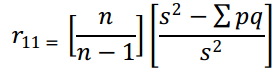 r₁₁ = [n / n − 1] [s² − ∑ pq / s²]